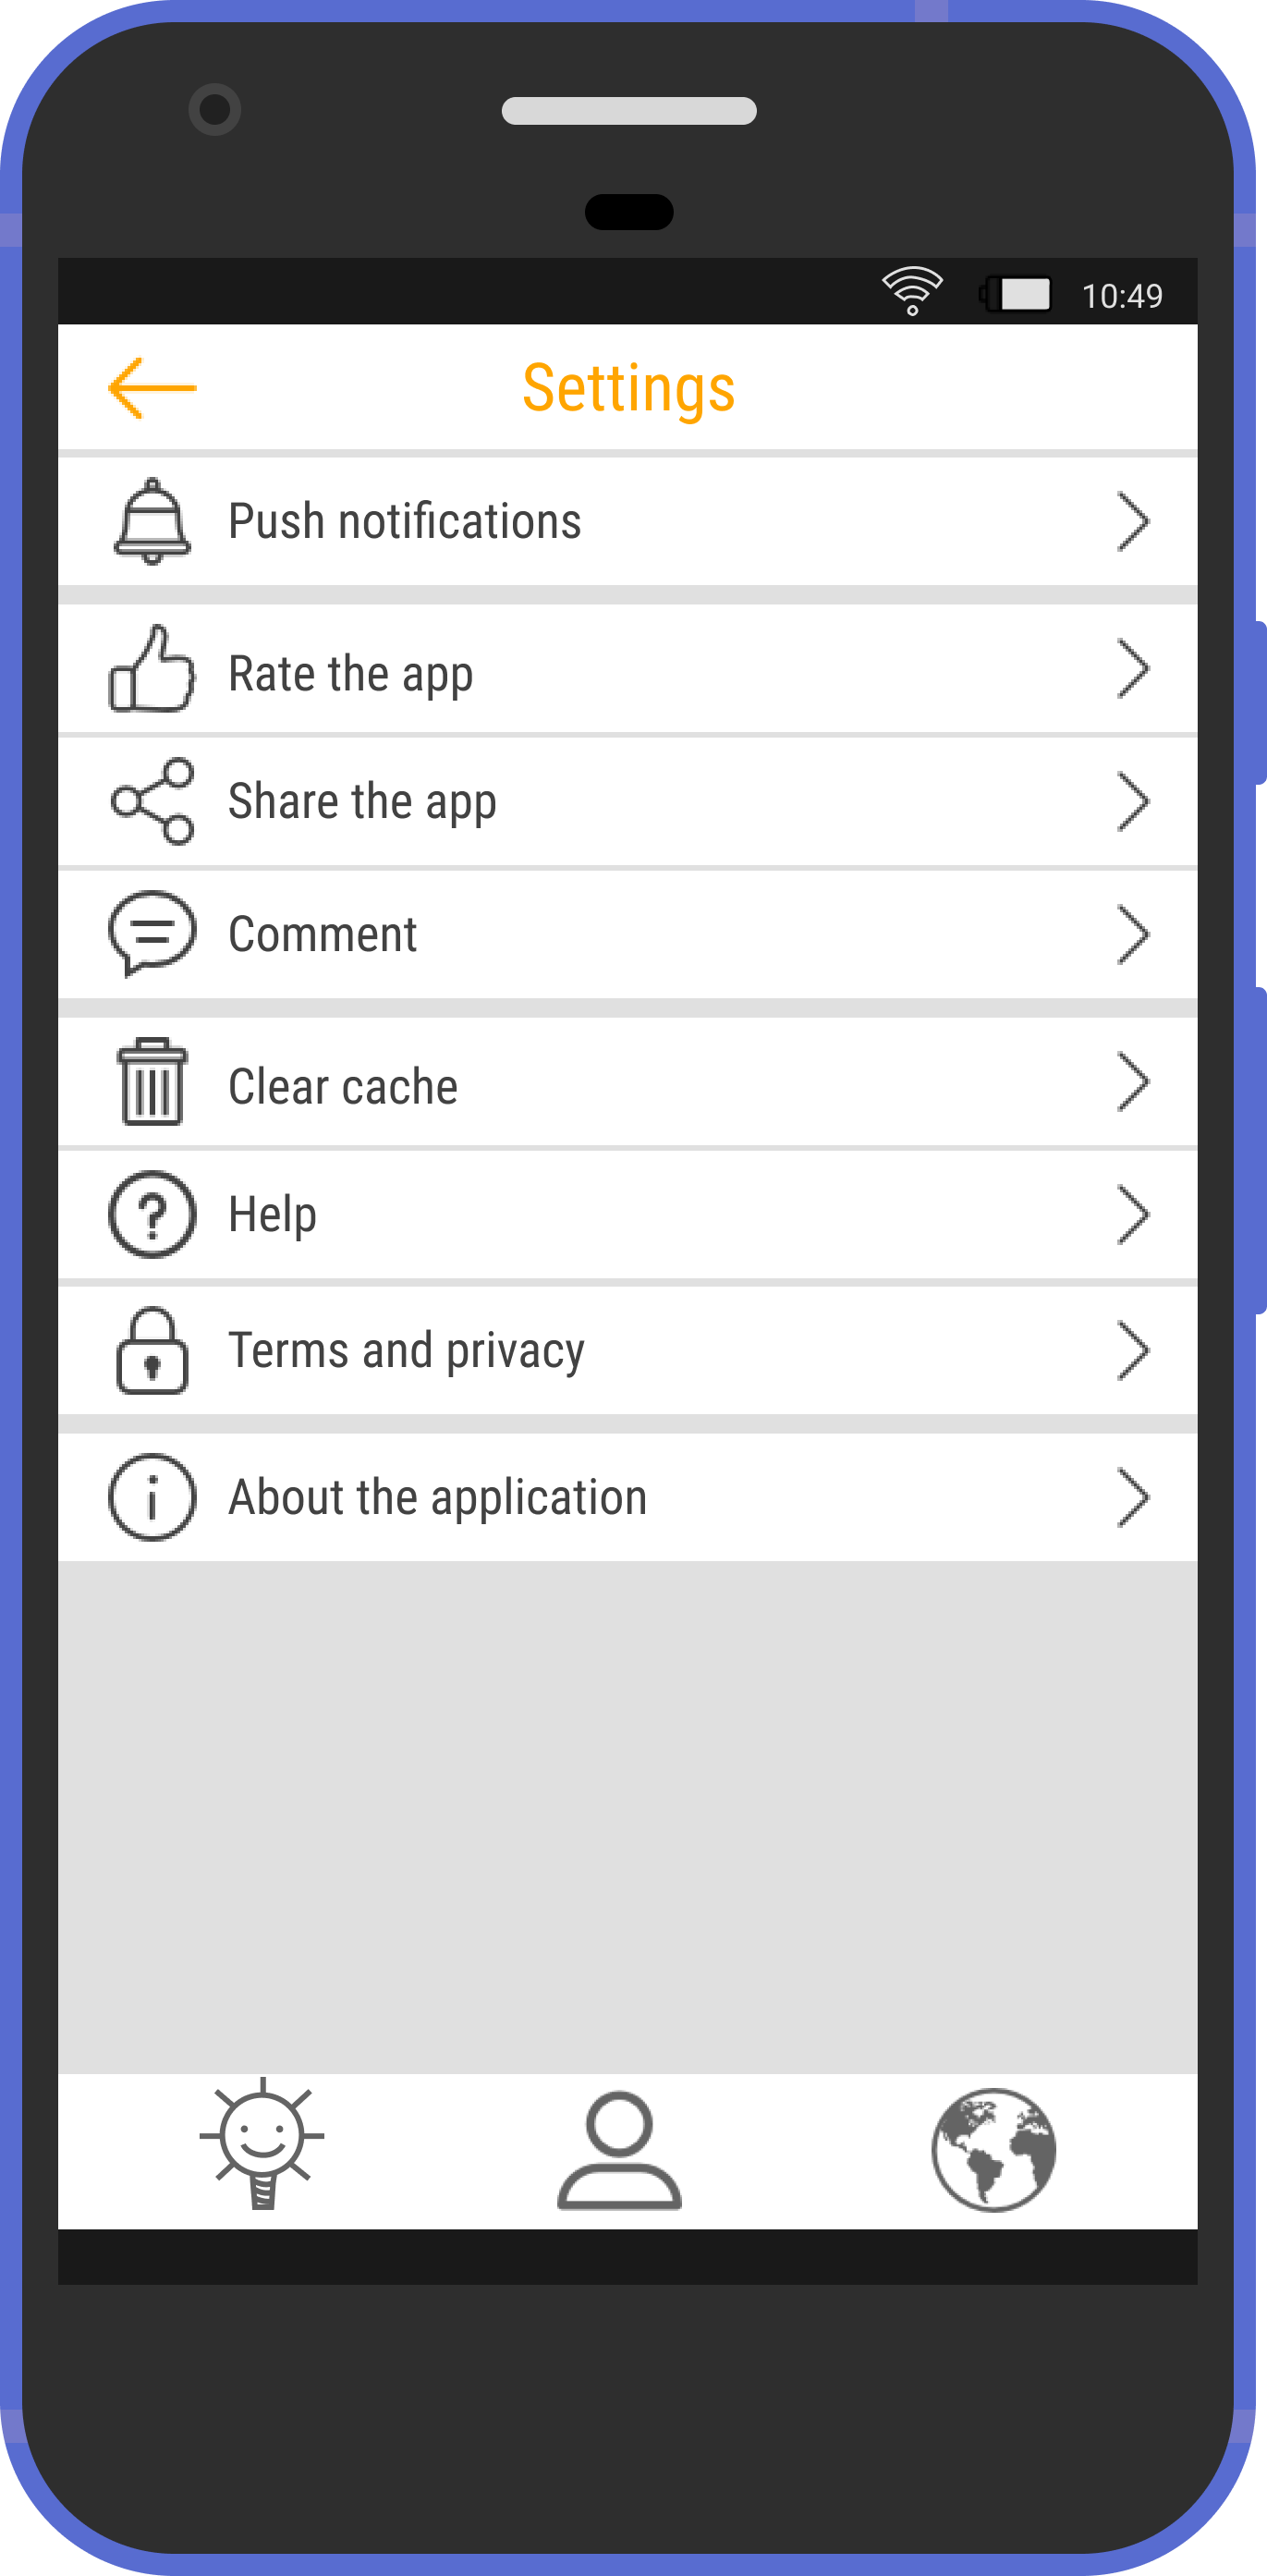 10:49
Settings
Push notifications
Rate the app
Share the app
Comment
Clear cache
Help
Terms and privacy
About the application